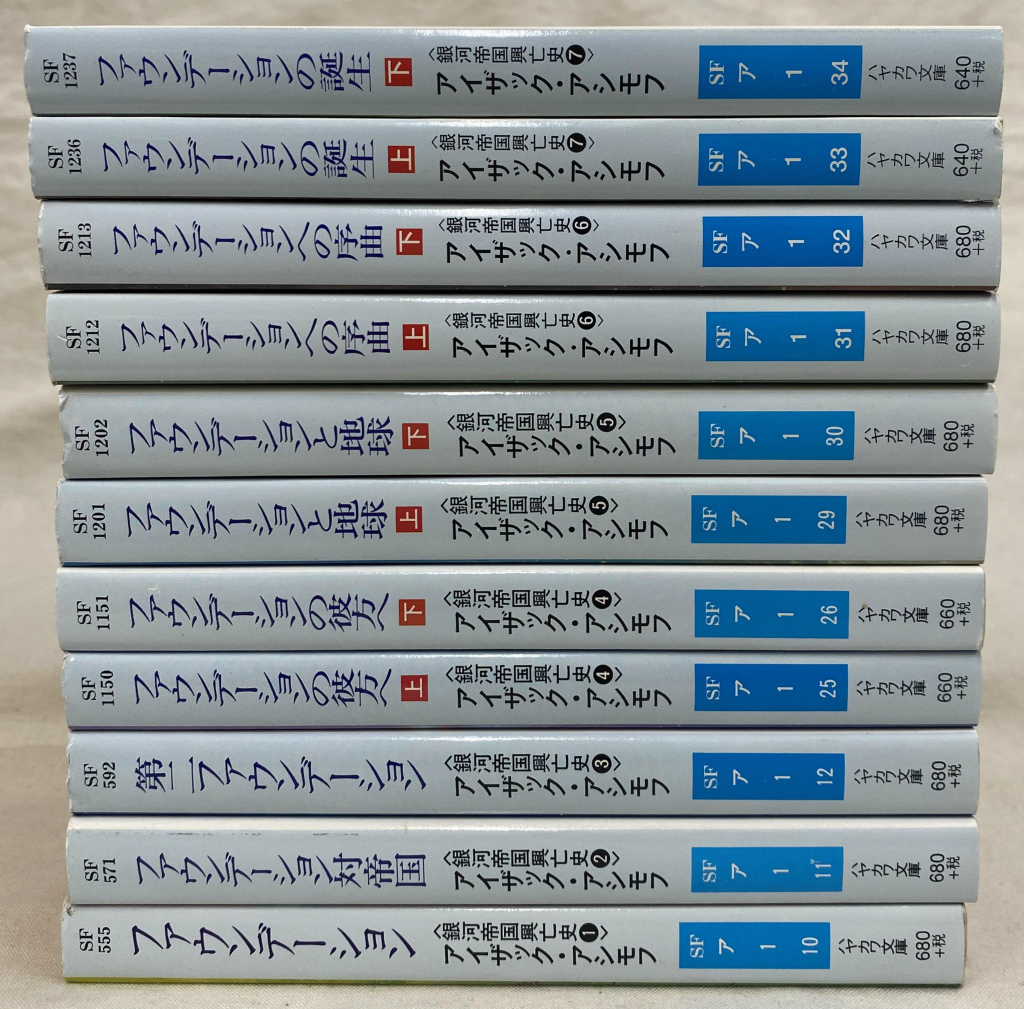 SF 1237
ファウンデーションの誕生 下
〈銀河帝国興亡史❼〉
アイザック・アシモフ
SF ア 1 34
ハヤカワ文庫
640
+税
SF 1236
ファウンデーションの誕生 上
〈銀河帝国興亡史❼〉
アイザック・アシモフ
SF ア 1 33
ハヤカワ文庫
640
+税
SF 1213
ファウンデーションへの序曲 下
〈銀河帝国興亡史❻〉
アイザック・アシモフ
SF ア 1 32
ハヤカワ文庫
680
+税
SF 1212
ファウンデーションへの序曲 上
〈銀河帝国興亡史❻〉
アイザック・アシモフ
SF ア 1 31
ハヤカワ文庫
680
+税
SF 1202
ファウンデーションと地球 下
〈銀河帝国興亡史❺〉
アイザック・アシモフ
SF ア 1 30
ハヤカワ文庫
680
+税
SF 1201
ファウンデーションと地球 上
〈銀河帝国興亡史❺〉
アイザック・アシモフ
SF ア 1 29
ハヤカワ文庫
680
+税
SF 1151
ファウンデーションの彼方へ 下
〈銀河帝国興亡史❹〉
アイザック・アシモフ
SF ア 1 26
ハヤカワ文庫
660
+税
SF 1150
ファウンデーションの彼方へ 上
〈銀河帝国興亡史❹〉
アイザック・アシモフ
SF ア 1 25
ハヤカワ文庫
660
+税
SF 592
第二ファウンデーション
〈銀河帝国興亡史❸〉
アイザック・アシモフ
SF ア 1 12
ハヤカワ文庫
680
+税
SF 571
ファウンデーション対帝国
〈銀河帝国興亡史❷〉
アイザック・アシモフ
SF ア 1 11
ハヤカワ文庫
680
+税
SF 555
ファウンデーション
〈銀河帝国興亡史❶〉
アイザック・アシモフ
SF ア 1 10
ハヤカワ文庫
680
+税